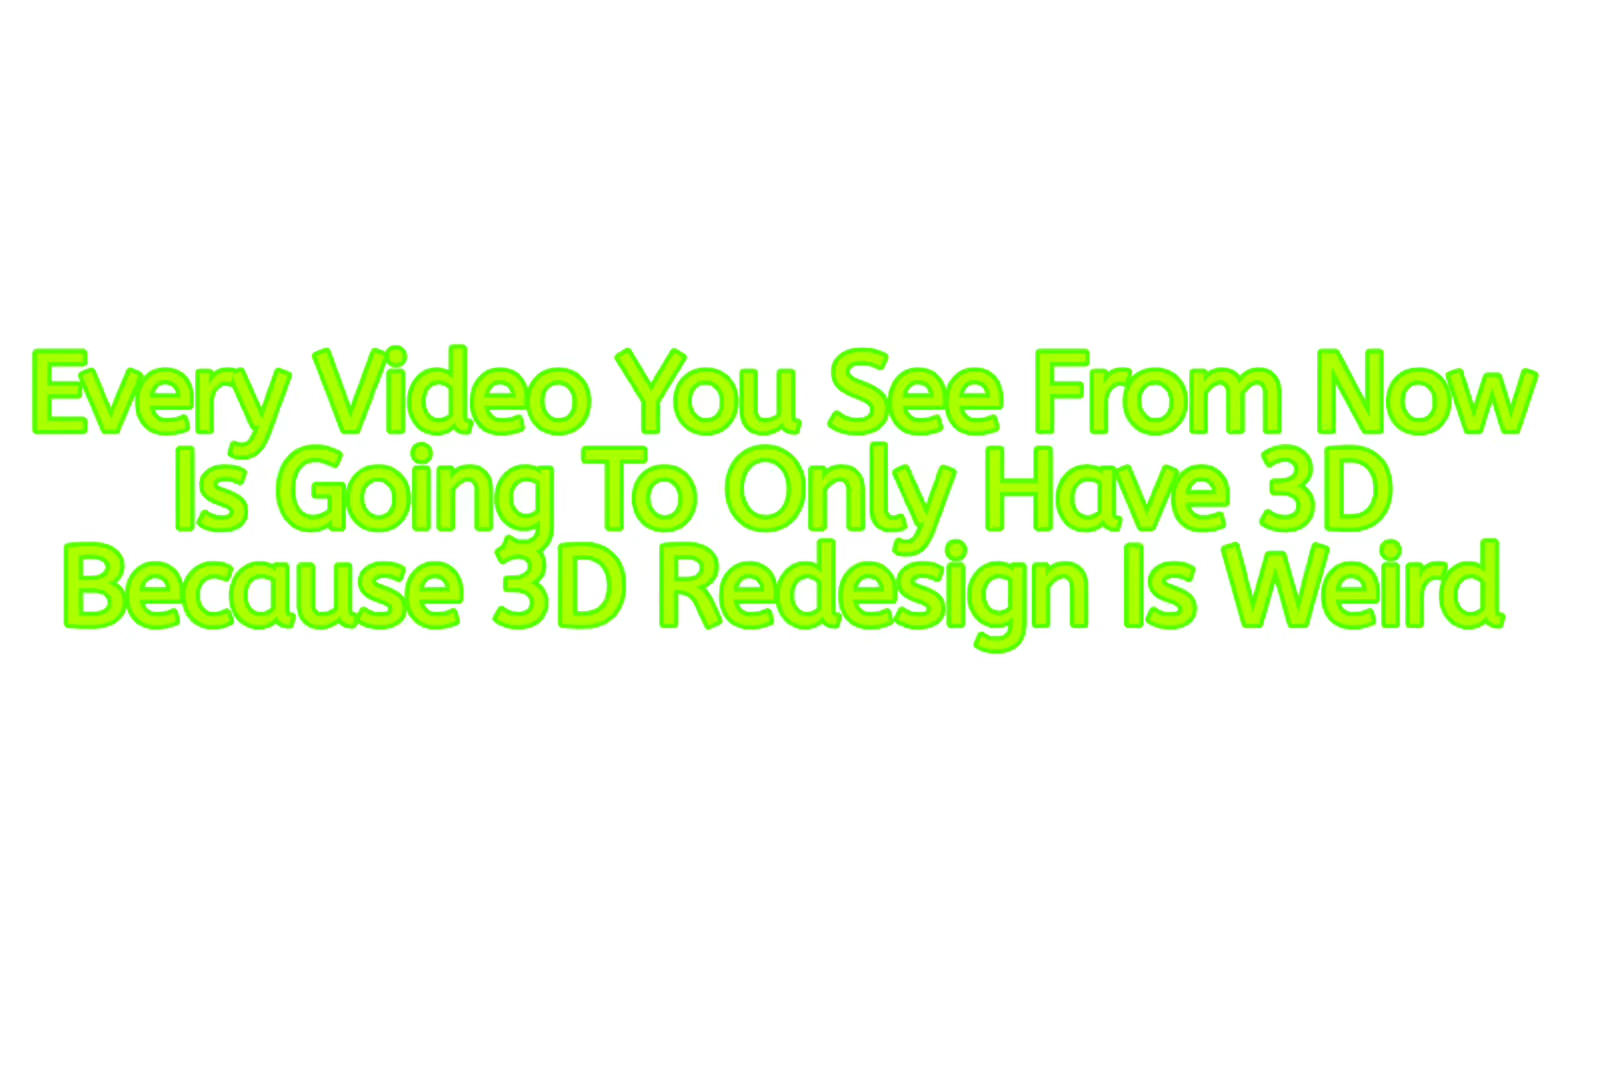 Every Video You See From Now
Is Going To Only Have 3D
Because 3D Redesign Is Weird